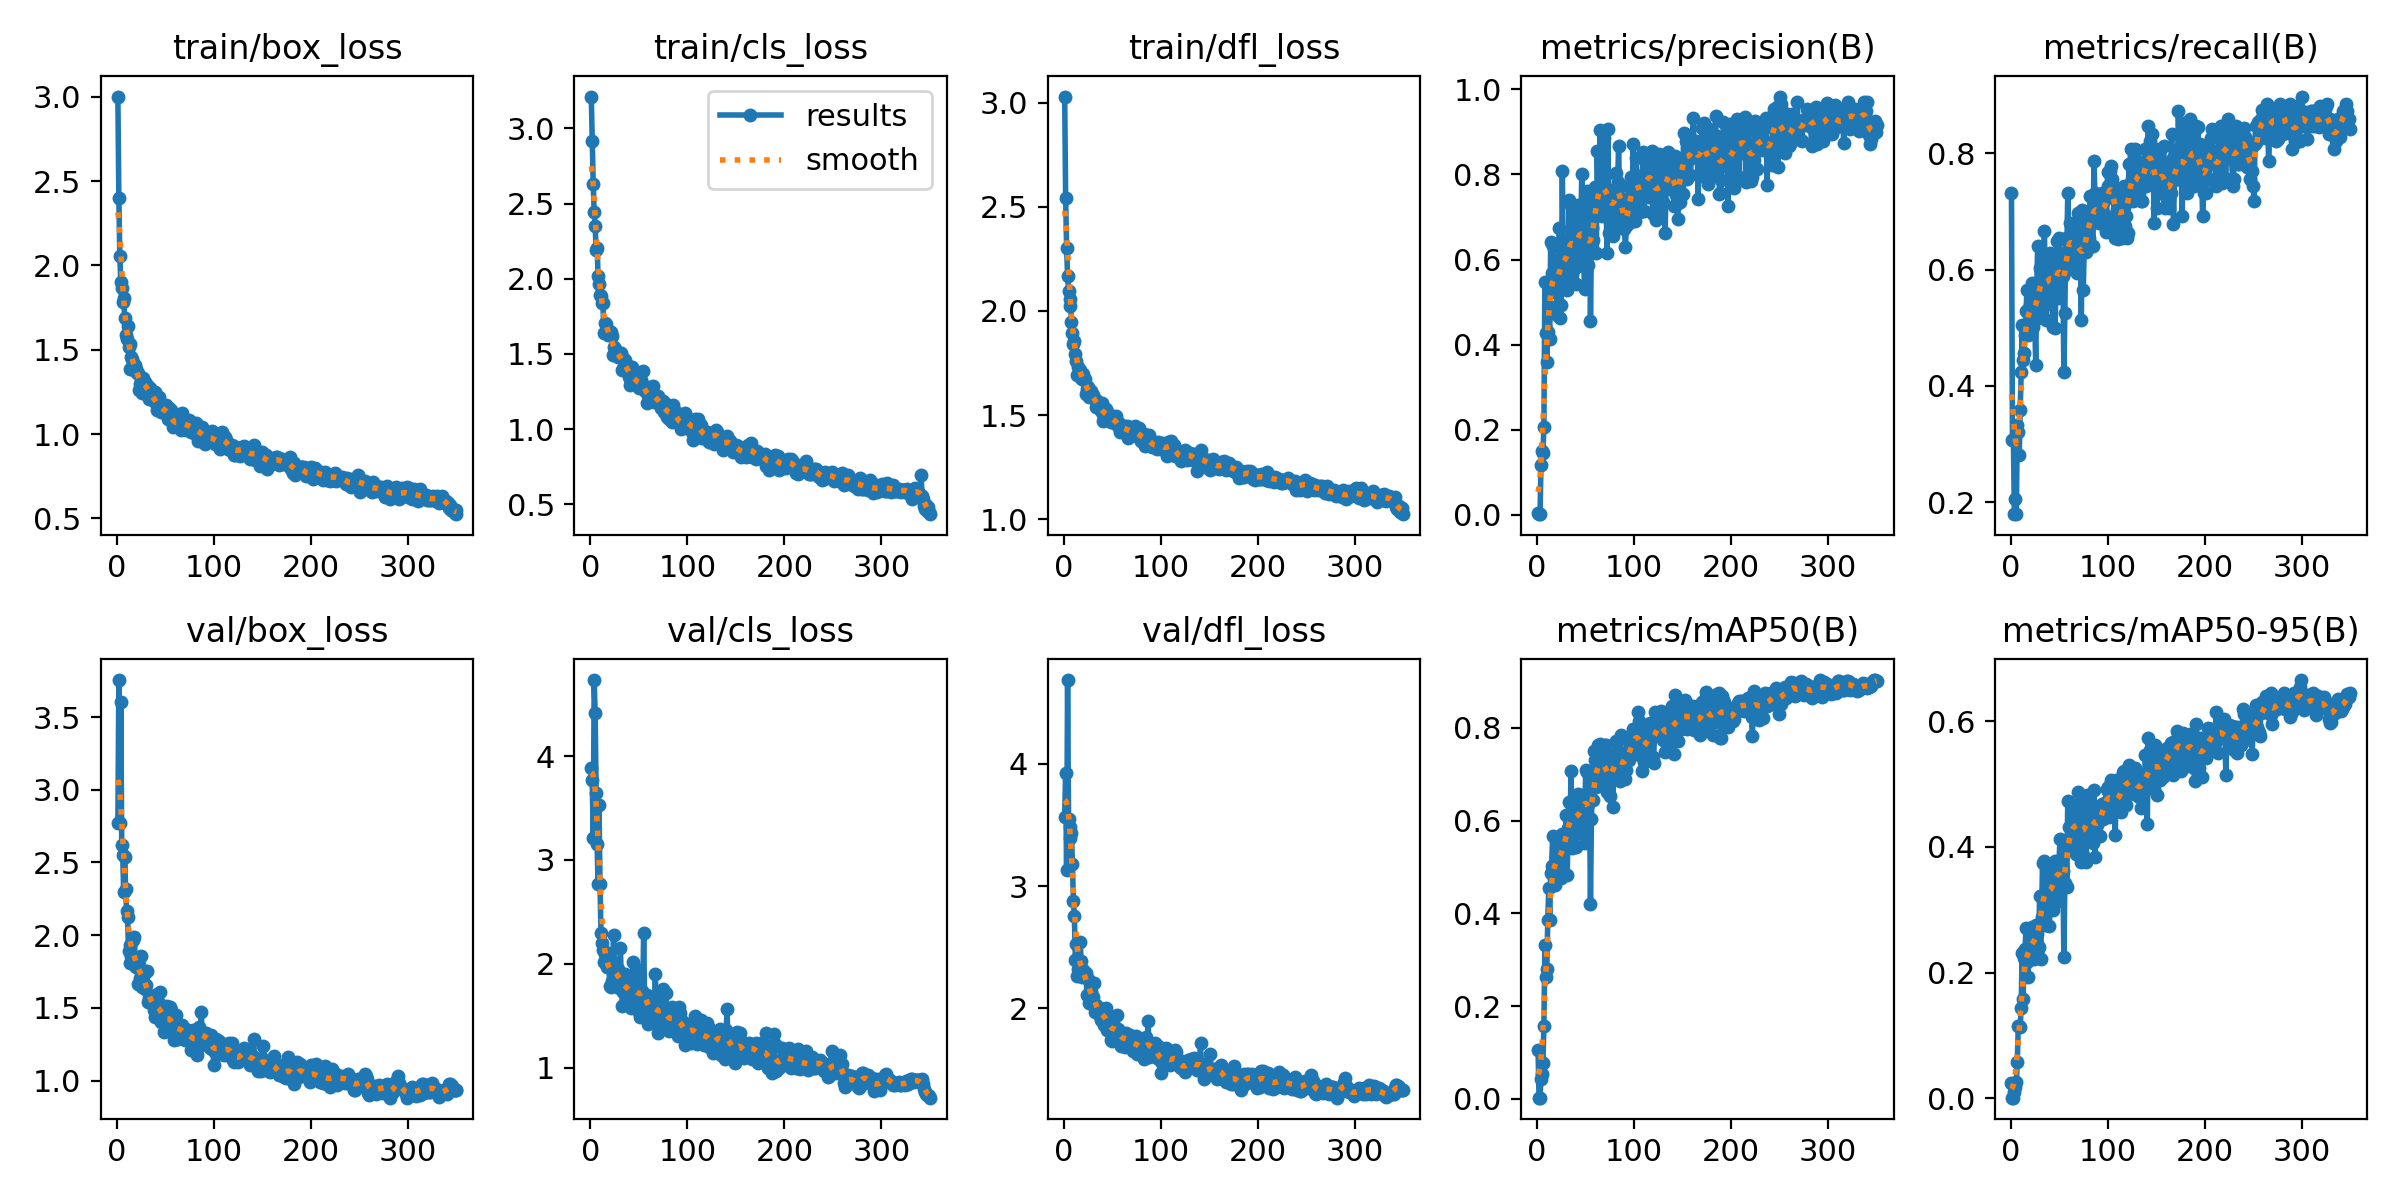 train/box_loss
3.0
2.5
2.0
1.5
1.0
0.5
0 100 200 300
train/cls_loss
results
smooth
3.0
2.5
2.0
1.5
1.0
0.5
0 100 200 300
train/dfl_loss
3.0
2.5
2.0
1.5
1.0
0 100 200 300
metrics/precision(B)
1.0
0.8
0.6
0.4
0.2
0.0
0 100 200 300
metrics/recall(B)
0.8
0.6
0.4
0.2
0 100 200 300
val/box_loss
3.5
3.0
2.5
2.0
1.5
1.0
0 100 200 300
val/cls_loss
4
3
2
1
0 100 200 300
val/dfl_loss
4
3
2
0 100 200 300
metrics/mAP50(B)
0.8
0.6
0.4
0.2
0.0
0 100 200 300
metrics/mAP50-95(B)
0.6
0.4
0.2
0.0
0 100 200 300